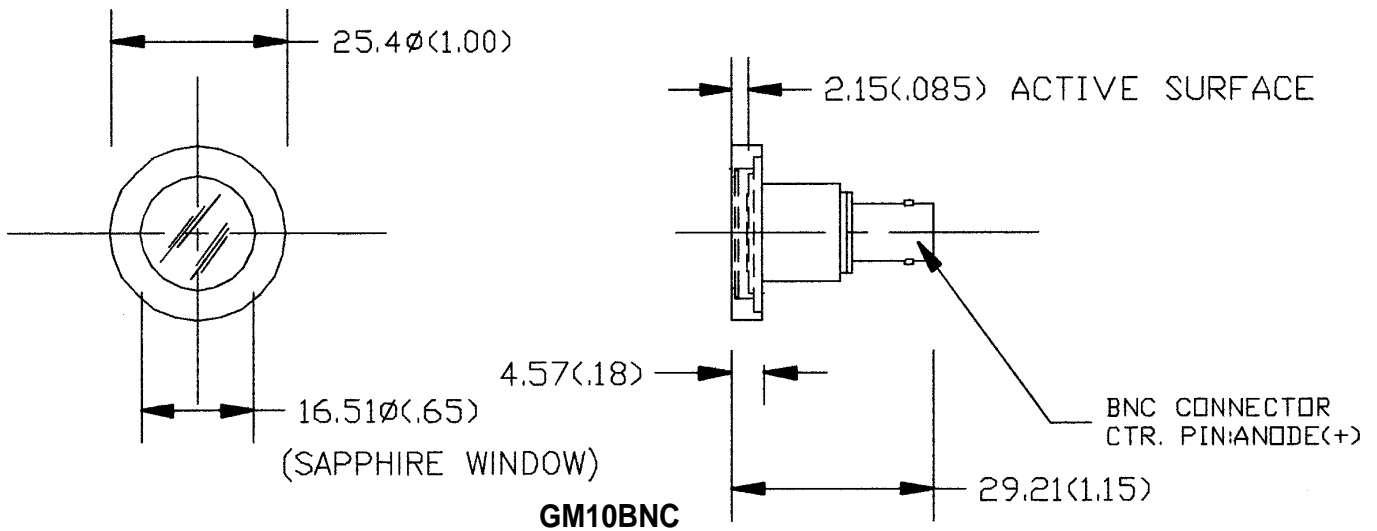 25.4ø(1.00)
2.15(.085) ACTIVE SURFACE
4.57(.18)
16.51ø(.65)
(SAPPHIRE WINDOW)
BNC CONNECTOR
CTR. PIN:ANODE(+)
29.21(1.15)
GM10BNC